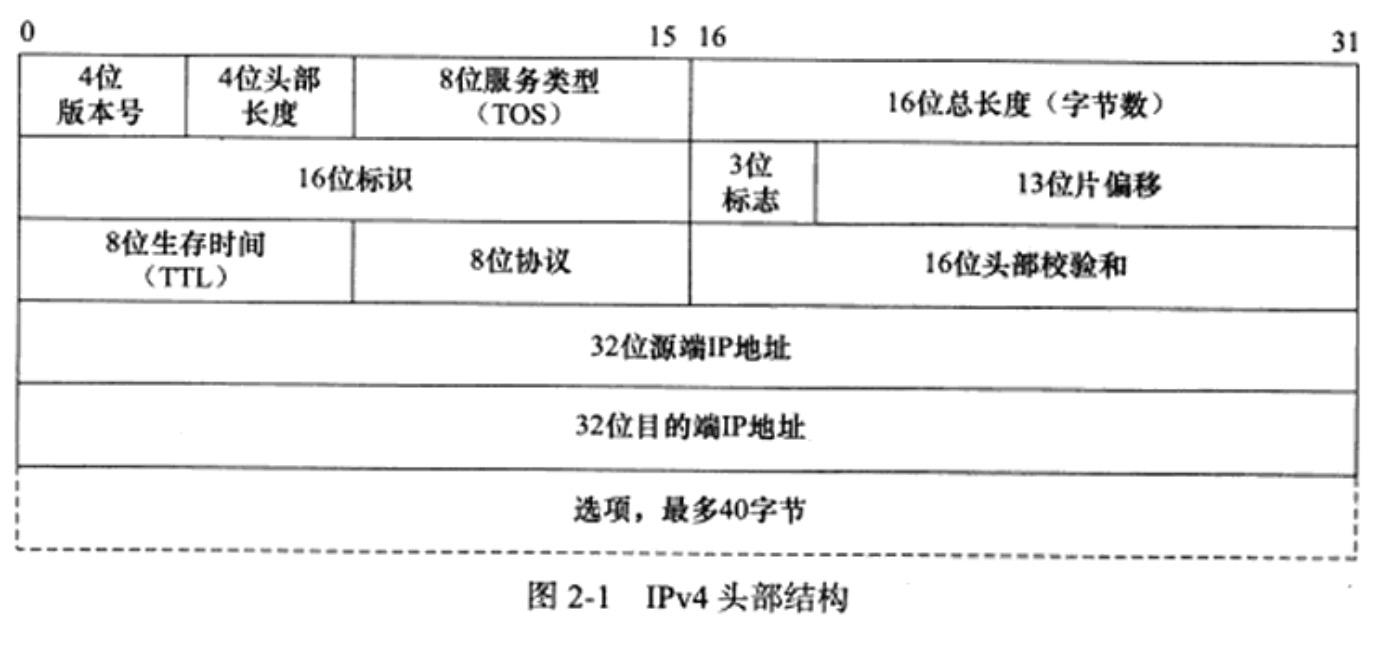 0 15 16 31
4位
版本号
4位头部
长度
8位服务类型
（TOS）
16位总长度（字节数）
16位标识
3位
标志
13位片偏移
8位生存时间
（TTL）
8位协议
16位头部校验和
32位源端IP地址
32位目的端IP地址
选项，最多40字节
图 2-1 IPv4 头部结构